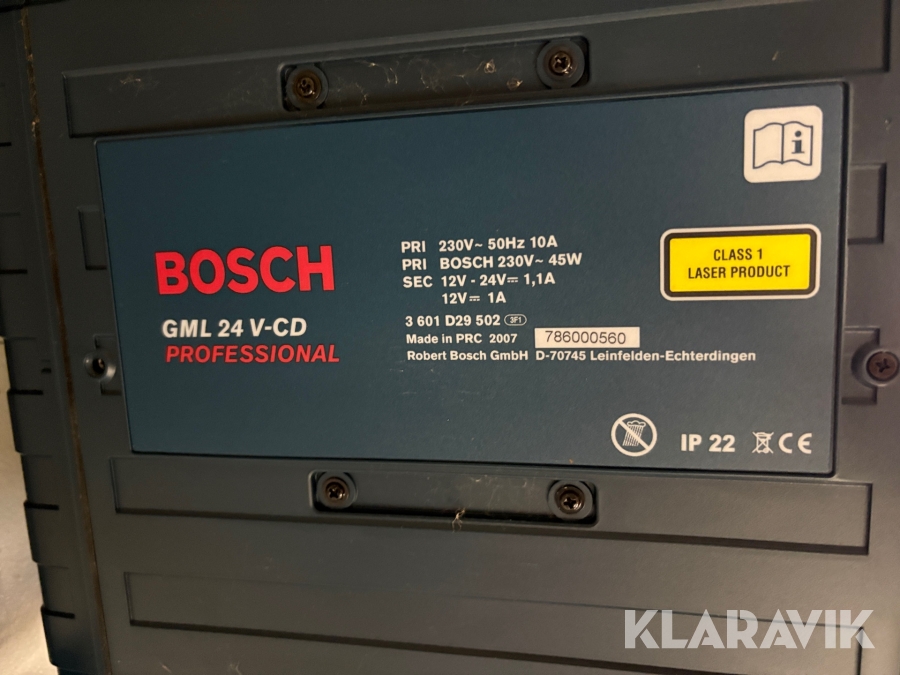 BOSCH
GML 24 V-CD
PROFESSIONAL
PRI 230V~ 50Hz 10A
PRI BOSCH 230V~ 45W
SEC 12V - 24V⎓ 1,1A
12V⎓ 1A
3 601 D29 502 3F1
Made in PRC 2007 786000560
Robert Bosch GmbH D-70745 Leinfelden-Echterdingen
i
CLASS 1
LASER PRODUCT
IP 22 CE
KLARAVIK